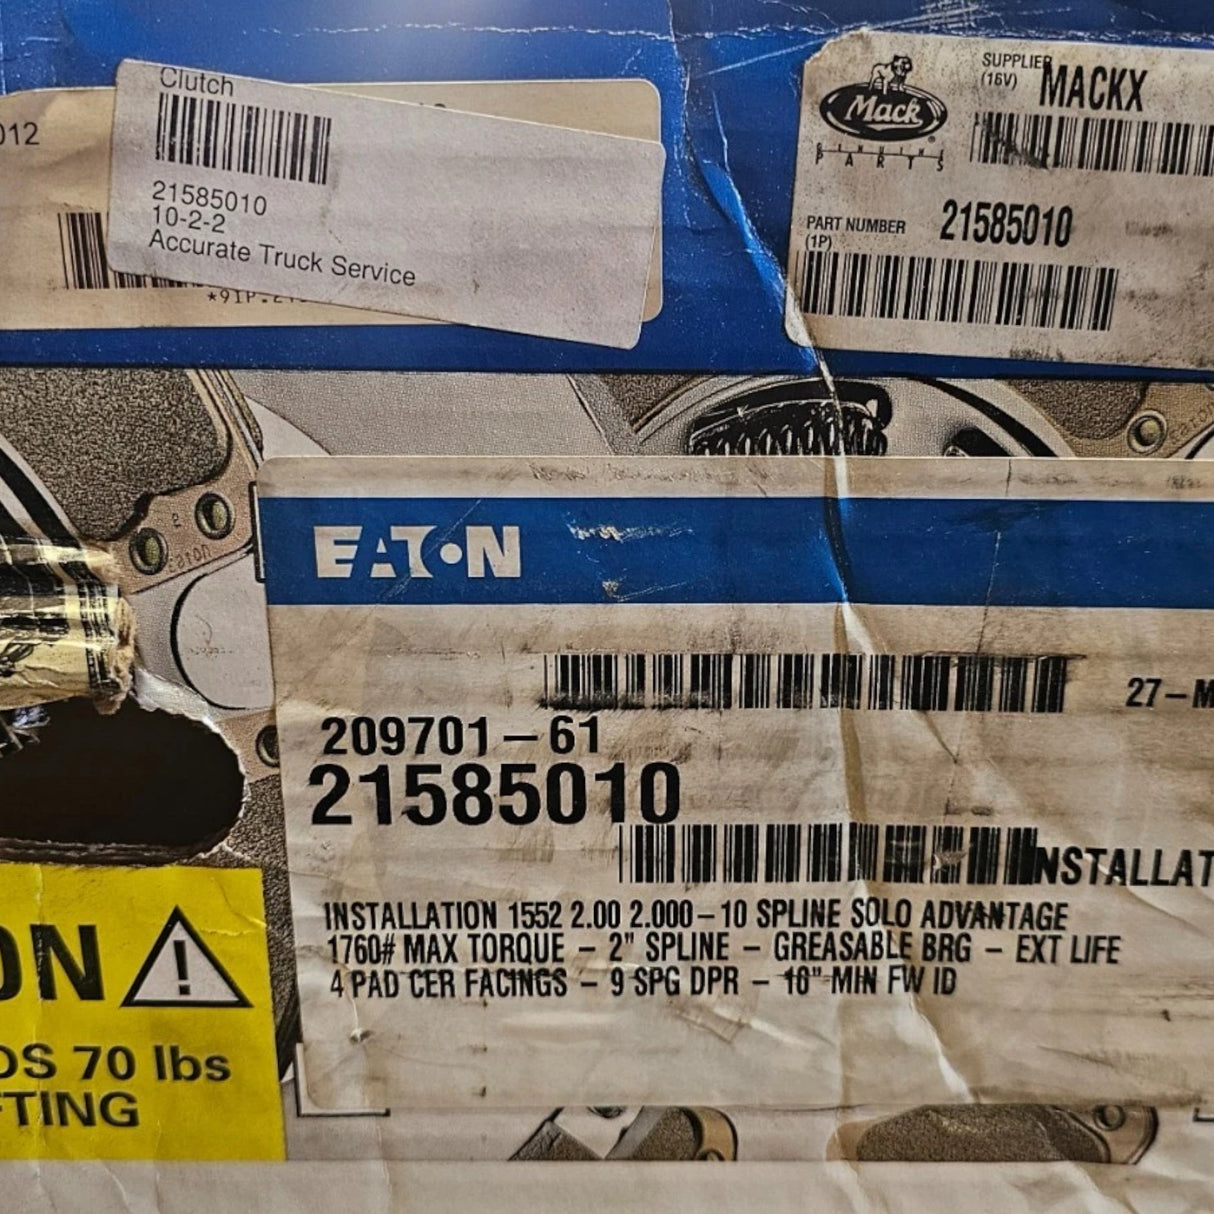 012
Clutch
21585010
10-2-2
Accurate Truck Service
Mack
GENUINE
PARTS
SUPPLIER
(16V)
MACKX
PART NUMBER
(1P)
21585010
EATON
27-M
209701-61
21585010
INSTALLAT
INSTALLATION 1552 2.00 2.000-10 SPLINE SOLO ADVANTAGE
1760# MAX TORQUE - 2" SPLINE - GREASABLE BRG - EXT LIFE
4 PAD CER FACINGS - 9 SPG DPR - 16" MIN FW ID
ON
DS 70 lbs
FTING